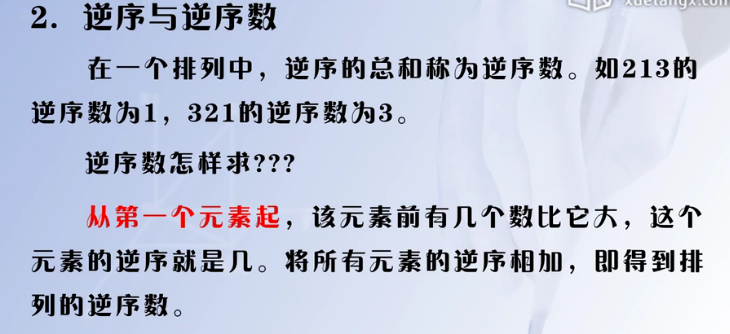 xuetangx.com
2. 逆序与逆序数
在一个排列中，逆序的总和称为逆序数。如213的
逆序数为1，321的逆序数为3。
逆序数怎样求???
从第一个元素起，该元素前有几个数比它大，这个
元素的逆序就是几。将所有元素的逆序相加，即得到排
列的逆序数。